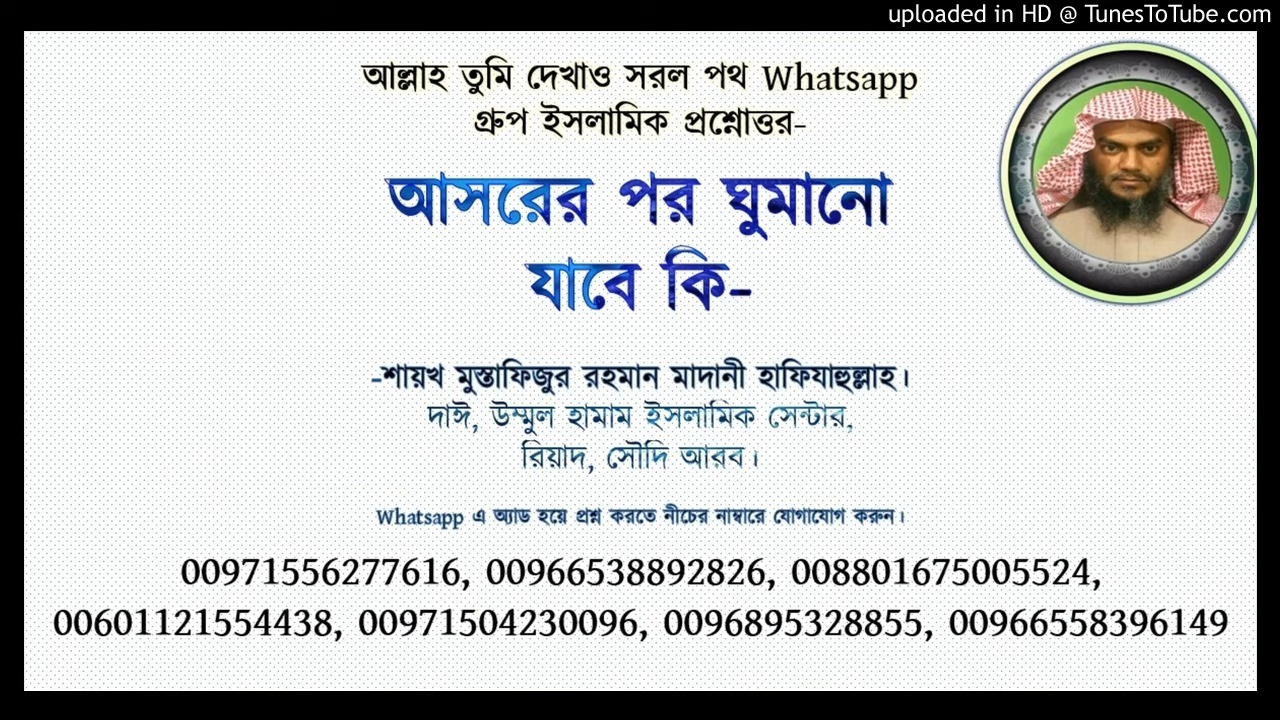 uploaded in HD @ TunesToTube.com
আল্লাহ তুমি দেখাও সরল পথ Whatsapp
গ্রুপ ইসলামিক প্রশ্নোত্তর-
আসরের পর ঘুমানো
যাবে কি-
-শায়খ মুস্তাফিজুর রহমান মাদানী হাফিযাহুল্লাহ।
দাঈ, উম্মুল হামাম ইসলামিক সেন্টার,
রিয়াদ, সৌদি আরব।
Whatsapp এ অ্যাড হয়ে প্রশ্ন করতে নীচের নাম্বারে যোগাযোগ করুন।
00971556277616, 00966538892826, 008801675005524,
00601121554438, 00971504230096, 0096895328855, 00966558396149